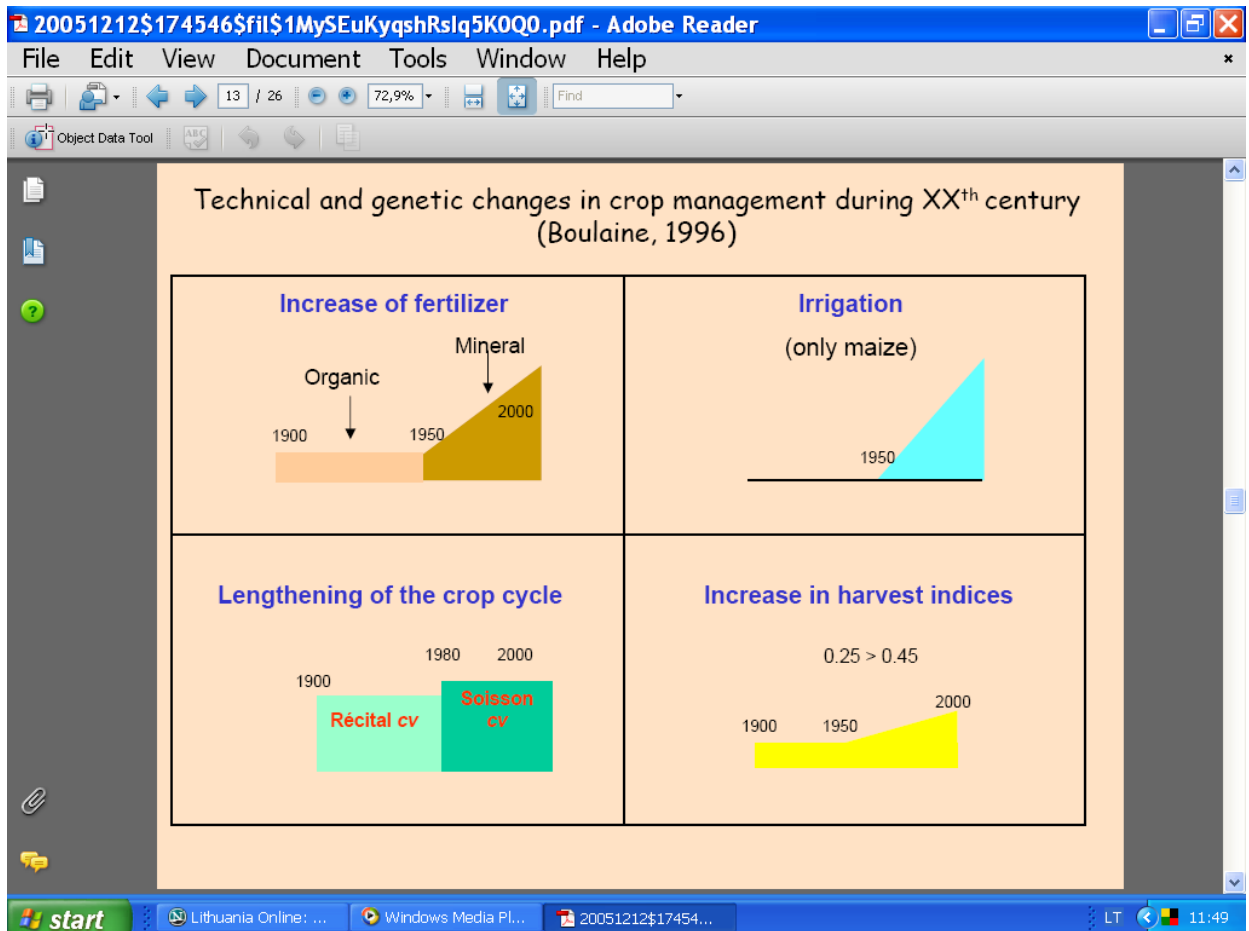 20051212$174546$fil$1MySEuKyqshRsIq5K0Q0.pdf - Adobe Reader
File Edit View Document Tools Window Help
13 / 26 72,9% Find
Object Data Tool ABC
Technical and genetic changes in crop management during XXth century
(Boulaine, 1996)
Increase of fertilizer
Mineral
Organic
2000
1900 1950
Irrigation
(only maize)
1950
Lengthening of the crop cycle
1980 2000
1900
Soisson
Récital cv cv
Increase in harvest indices
0.25 > 0.45
2000
1900 1950
start Lithuania Online: ... Windows Media Pl... 20051212$17454... LT 11:49